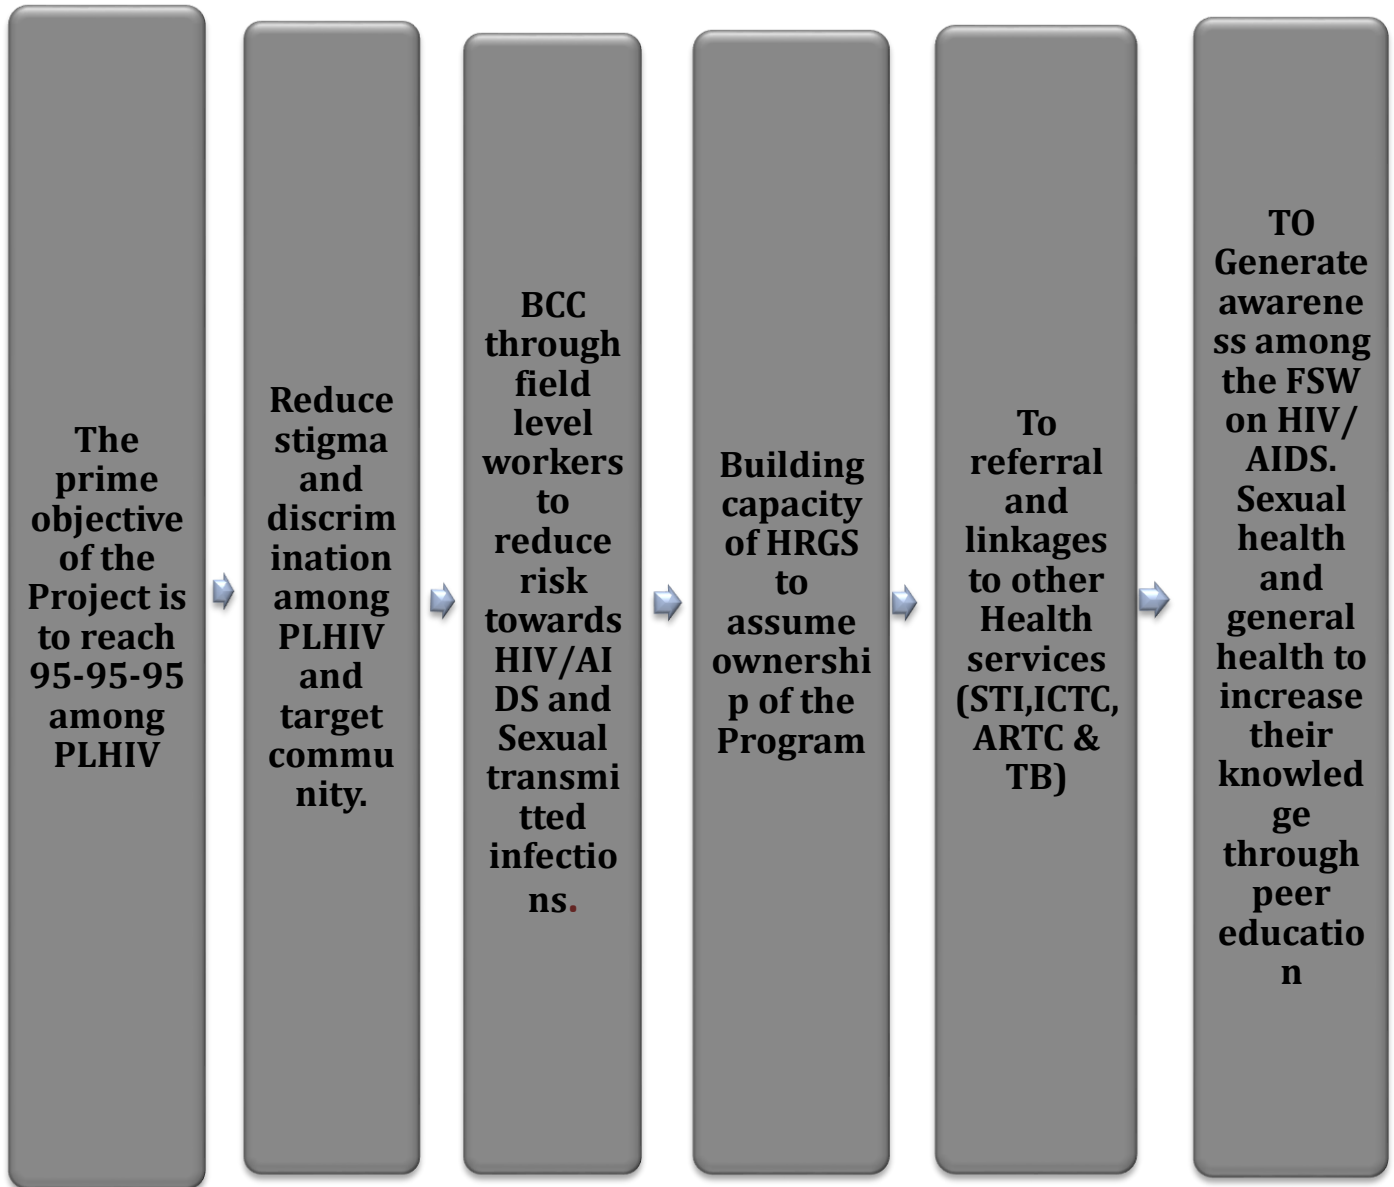 The
prime
objective
of the
Project is
to reach
95-95-95
among
PLHIV
Reduce
stigma
and
discrim
ination
among
PLHIV
and
target
commu
nity.
BCC
through
field
level
workers
to
reduce
risk
towards
HIV/AI
DS and
Sexual
transmi
tted
infectio
ns.
Building
capacity
of HRGS
to
assume
ownershi
p of the
Program
To
referral
and
linkages
to other
Health
services
(STI,ICTC,
ARTC &
TB)
TO
Generate
awarene
ss among
the FSW
on HIV/
AIDS.
Sexual
health
and
general
health to
increase
their
knowled
ge
through
peer
educatio
n